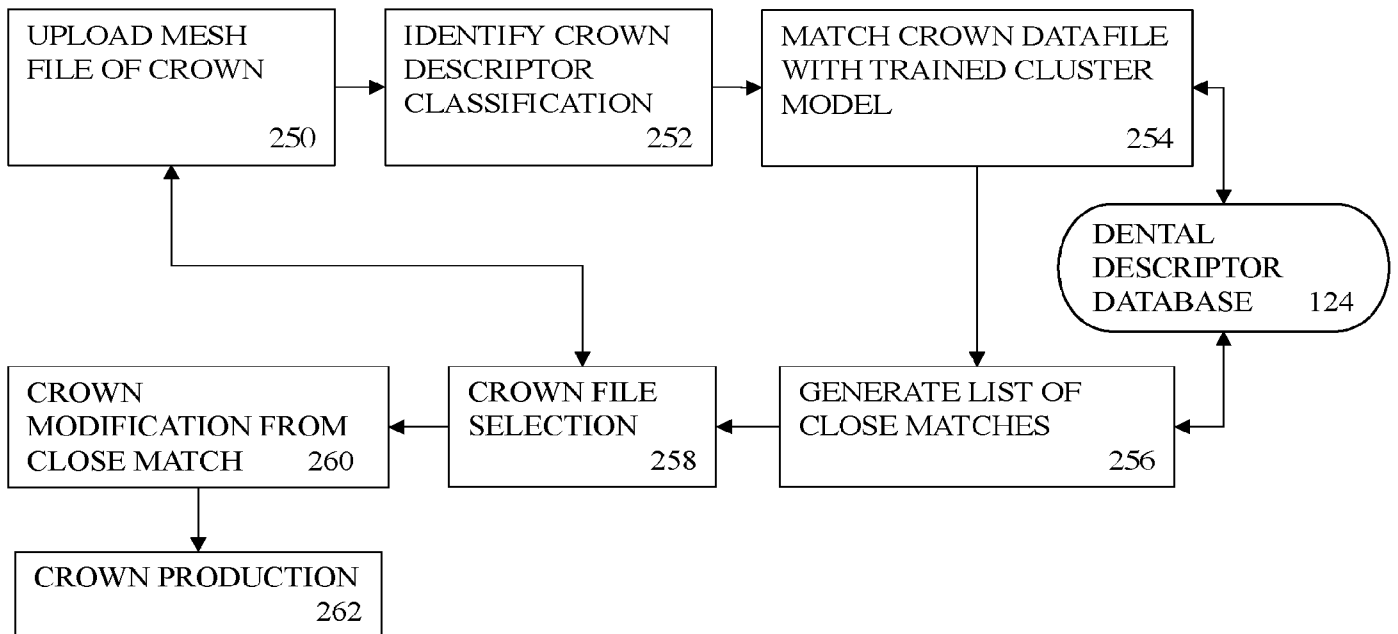 UPLOAD MESH
FILE OF CROWN
250
IDENTIFY CROWN
DESCRIPTOR
CLASSIFICATION
252
MATCH CROWN DATAFILE
WITH TRAINED CLUSTER
MODEL
254
DENTAL
DESCRIPTOR
DATABASE 124
CROWN
MODIFICATION FROM
CLOSE MATCH 260
CROWN FILE
SELECTION
258
GENERATE LIST OF
CLOSE MATCHES
256
CROWN PRODUCTION
262